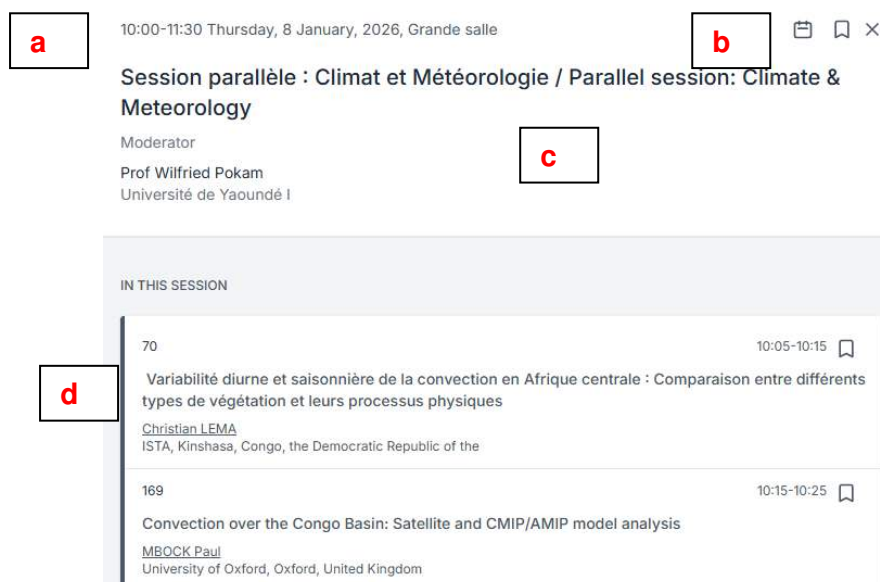 a
10:00-11:30 Thursday, 8 January, 2026, Grande salle
b
Session parallèle : Climat et Météorologie / Parallel session: Climate &
Meteorology
Moderator
c
Prof Wilfried Pokam
Université de Yaoundé I
IN THIS SESSION
70
10:05-10:15
d
Variabilité diurne et saisonnière de la convection en Afrique centrale : Comparaison entre différents
types de végétation et leurs processus physiques
Christian LEMA
ISTA, Kinshasa, Congo, the Democratic Republic of the
169
10:15-10:25
Convection over the Congo Basin: Satellite and CMIP/AMIP model analysis
MBOCK Paul
University of Oxford, Oxford, United Kingdom